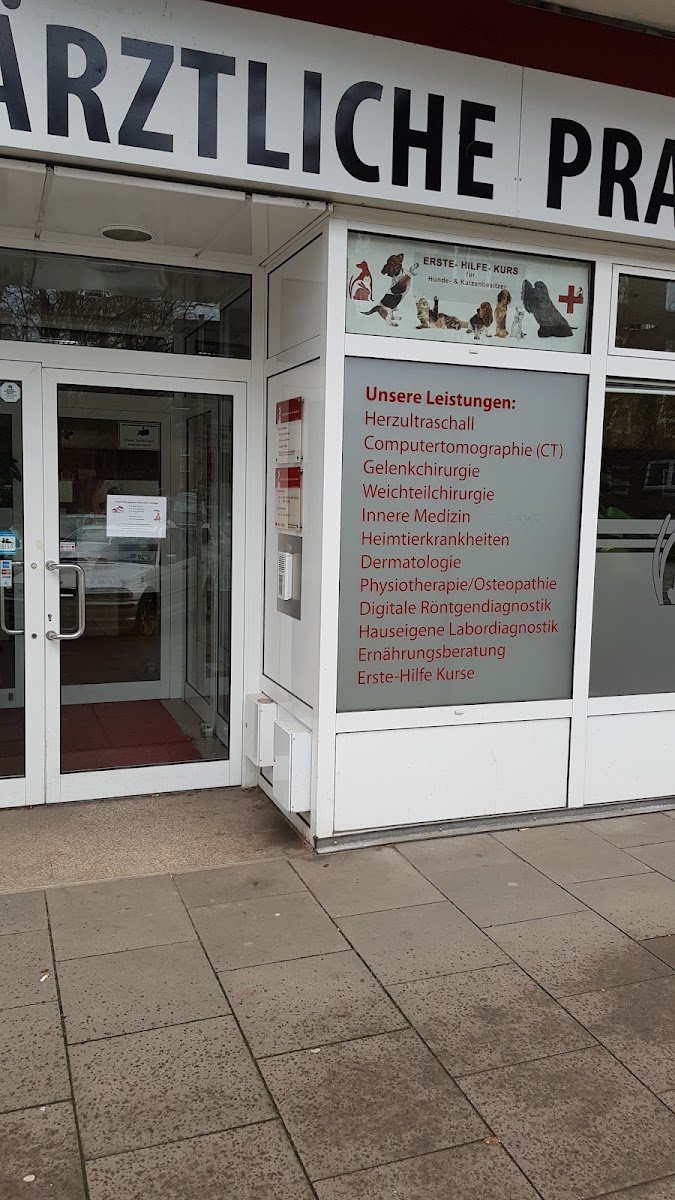 ÄRZTLICHE PRA
ERSTE- HILFE- KURS
für
Hunde- & Katzenbesitzer
Unsere Leistungen:
Herzultraschall
Computertomographie (CT)
Gelenkchirurgie
Weichteilchirurgie
Innere Medizin
Heimtierkrankheiten
Dermatologie
Physiotherapie/Osteopathie
Digitale Röntgendiagnostik
Hauseigene Labordiagnostik
Ernährungsberatung
Erste-Hilfe Kurse
VISA